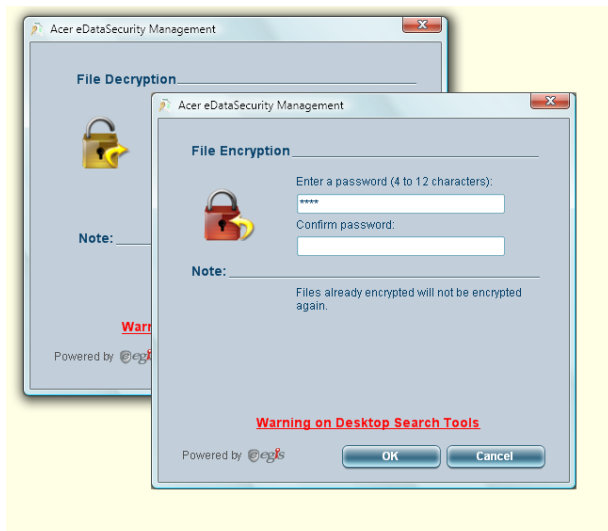 Acer eDataSecurity Management
File Decryption
Note:
Powered by egis
Acer eDataSecurity Management
File Encryption
Enter a password (4 to 12 characters):
****
Confirm password:
Note:
Files already encrypted will not be encrypted
again.
Warning on Desktop Search Tools
Powered by egis
OK
Cancel